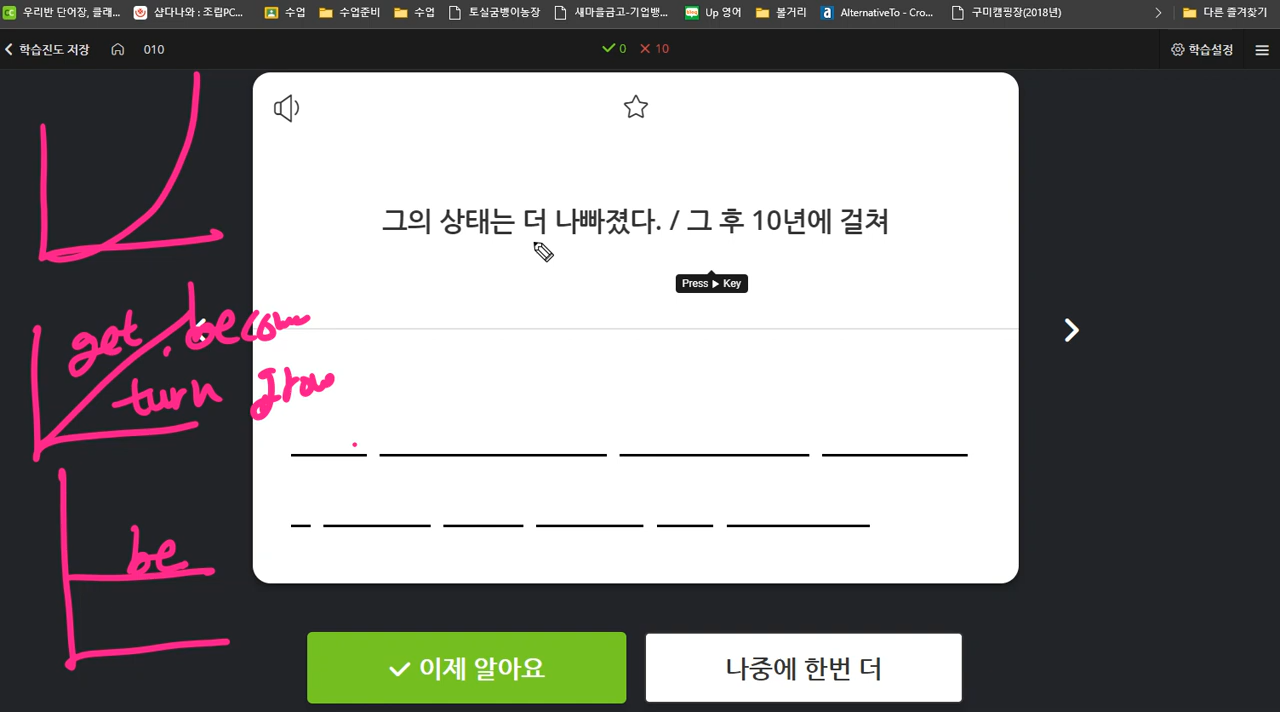 우리반 단어장, 클래... 샵다나와 : 조립PC... 수업 수업준비 수업 토실굼벵이농장 새마을금고-기업뱅... Up 영어 볼거리 AlternativeTo - Cro... 구미캠핑장(2018년) 다른 즐겨찾기
학습진도 저장 010 0 10 학습설정
그의 상태는 더 나빠졌다. / 그 후 10년에 걸쳐
Press ▶ Key
get become
turn grow
be
이제 알아요 나중에 한번 더